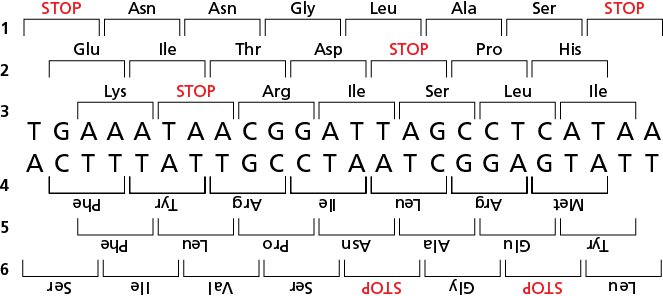 1 STOP Asn Asn Gly Leu Ala Ser STOP
2 Glu Ile Thr Asp STOP Pro His
3 Lys STOP Arg Ile Ser Leu Ile
T G A A A T A A C G G A T T A G C C T C A T A A
A C T T T A T T G C C T A A T C G G A G T A T T
4 Phe Tyr Arg Ile Leu Arg Met
5 Phe Leu Pro Asn Ala Glu Tyr
6 Ser Ile Val Ser STOP Gly STOP Leu